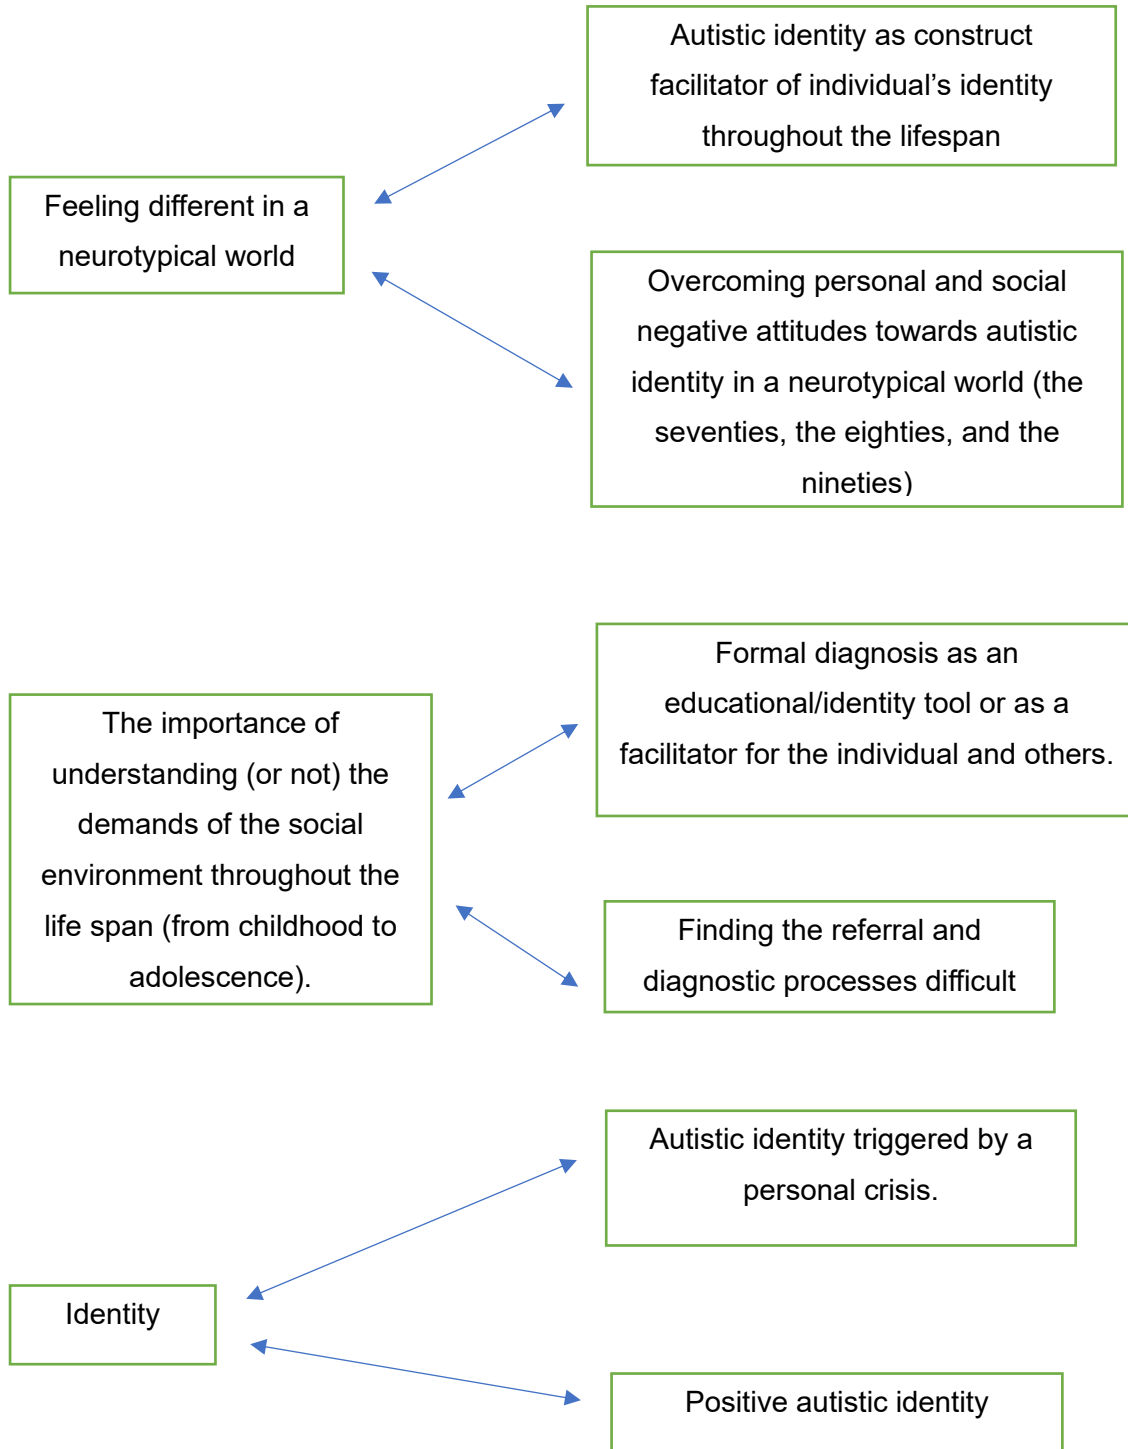 Autistic identity as construct
facilitator of individual's identity
throughout the lifespan
Feeling different in a
neurotypical world
Overcoming personal and social
negative attitudes towards autistic
identity in a neurotypical world (the
seventies, the eighties, and the
nineties)
Formal diagnosis as an
educational/identity tool or as a
facilitator for the individual and others.
The importance of
understanding (or not) the
demands of the social
environment throughout the
life span (from childhood to
adolescence).
Finding the referral and
diagnostic processes difficult
Autistic identity triggered by a
personal crisis.
Identity
Positive autistic identity